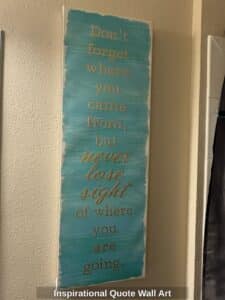 Don't
forget
where
you
came
from,
but
never
lose
sight
of where
you
are
going.
Inspirational Quote Wall Art